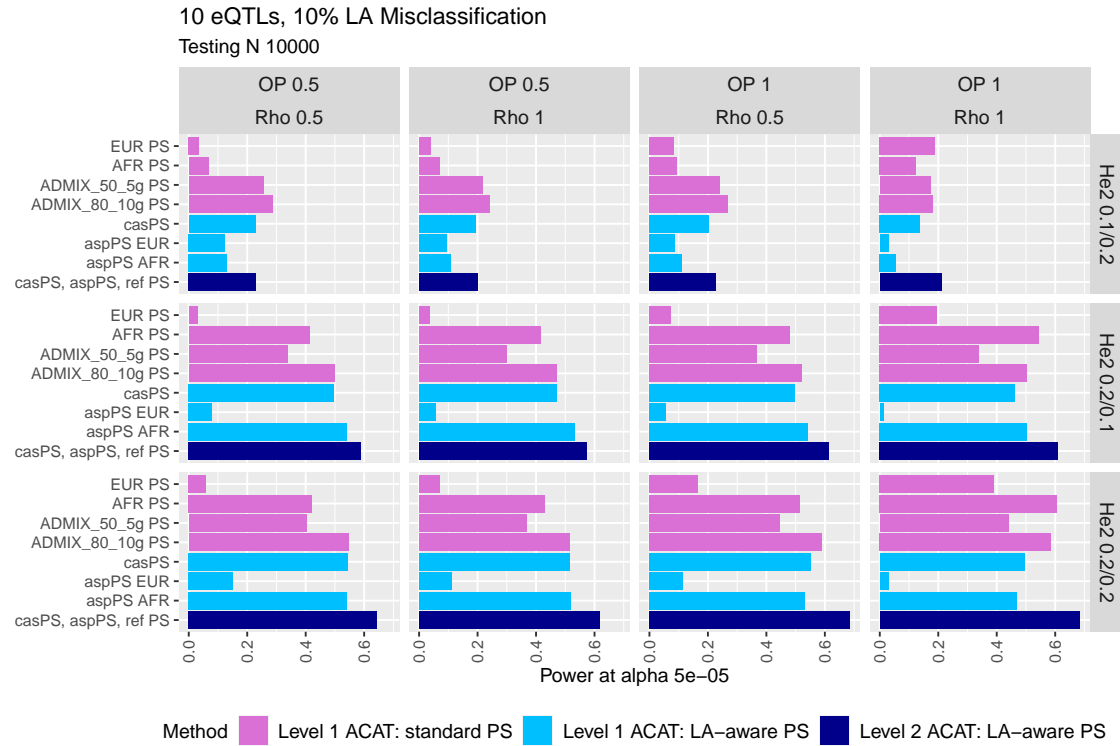 10 eQTLs, 10% LA Misclassification
Testing N 10000
OP 0.5 OP 0.5 OP 1 OP 1
Rho 0.5 Rho 1 Rho 0.5 Rho 1
EUR PS
AFR PS
ADMIX_50_5g PS
ADMIX_80_10g PS
casPS
aspPS EUR
aspPS AFR
casPS, aspPS, ref PS
He2 0.1/0.2
EUR PS
AFR PS
ADMIX_50_5g PS
ADMIX_80_10g PS
casPS
aspPS EUR
aspPS AFR
casPS, aspPS, ref PS
He2 0.2/0.1
EUR PS
AFR PS
ADMIX_50_5g PS
ADMIX_80_10g PS
casPS
aspPS EUR
aspPS AFR
casPS, aspPS, ref PS
He2 0.2/0.2
0.0 0.2 0.4 0.6 0.0 0.2 0.4 0.6 0.0 0.2 0.4 0.6 0.0 0.2 0.4 0.6
Power at alpha 5e−05
Method Level 1 ACAT: standard PS Level 1 ACAT: LA−aware PS Level 2 ACAT: LA−aware PS